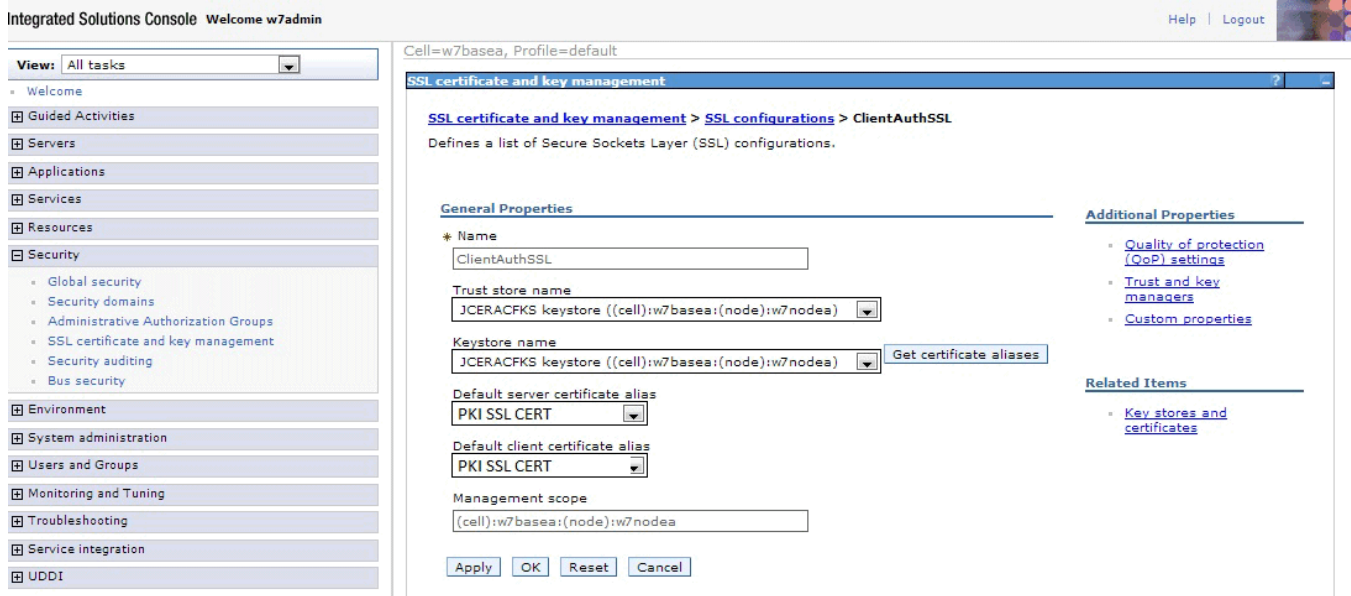 Integrated Solutions Console Welcome w7admin
Help | Logout
View: All tasks
Welcome
Guided Activities
Servers
Applications
Services
Resources
Security
Global security
Security domains
Administrative Authorization Groups
SSL certificate and key management
Security auditing
Bus security
Environment
System administration
Users and Groups
Monitoring and Tuning
Troubleshooting
Service integration
UDDI
Cell=w7basea, Profile=default
SSL certificate and key management ? -
SSL certificate and key management > SSL configurations > ClientAuthSSL
Defines a list of Secure Sockets Layer (SSL) configurations.
General Properties
* Name
ClientAuthSSL
Trust store name
JCERACFKS keystore ((cell):w7basea:(node):w7nodea)
Keystore name
JCERACFKS keystore ((cell):w7basea:(node):w7nodea)
Get certificate aliases
Default server certificate alias
PKI SSL CERT
Default client certificate alias
PKI SSL CERT
Management scope
(cell):w7basea:(node):w7nodea
Apply OK Reset Cancel
Additional Properties
Quality of protection
(QoP) settings
Trust and key
managers
Custom properties
Related Items
Key stores and
certificates